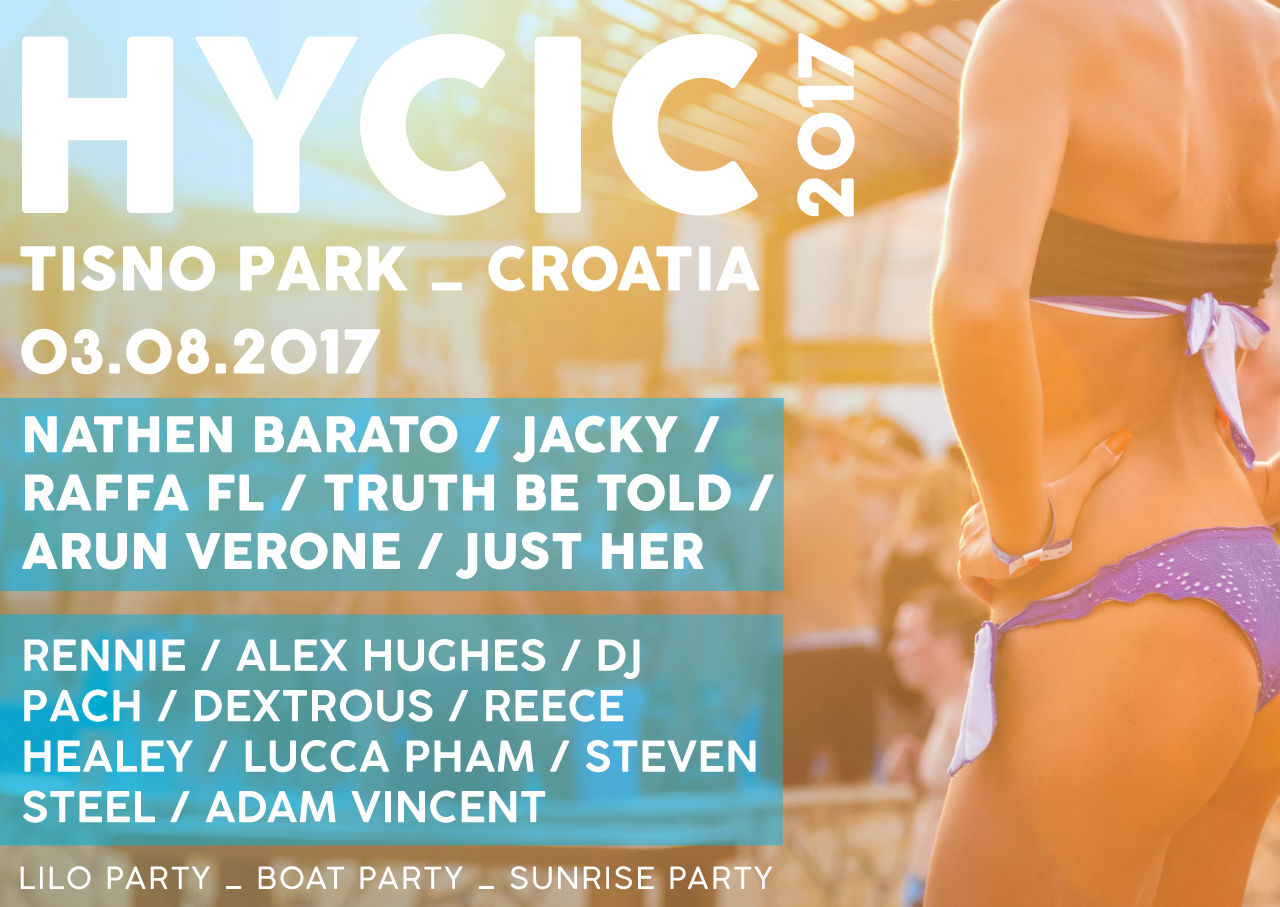 HYCIC 2017
TISNO PARK _ CROATIA
03.08.2017
NATHEN BARATO / JACKY /
RAFFA FL / TRUTH BE TOLD /
ARUN VERONE / JUST HER
RENNIE / ALEX HUGHES / DJ
PACH / DEXTROUS / REECE
HEALEY / LUCCA PHAM / STEVEN
STEEL / ADAM VINCENT
LILO PARTY _ BOAT PARTY _ SUNRISE PARTY